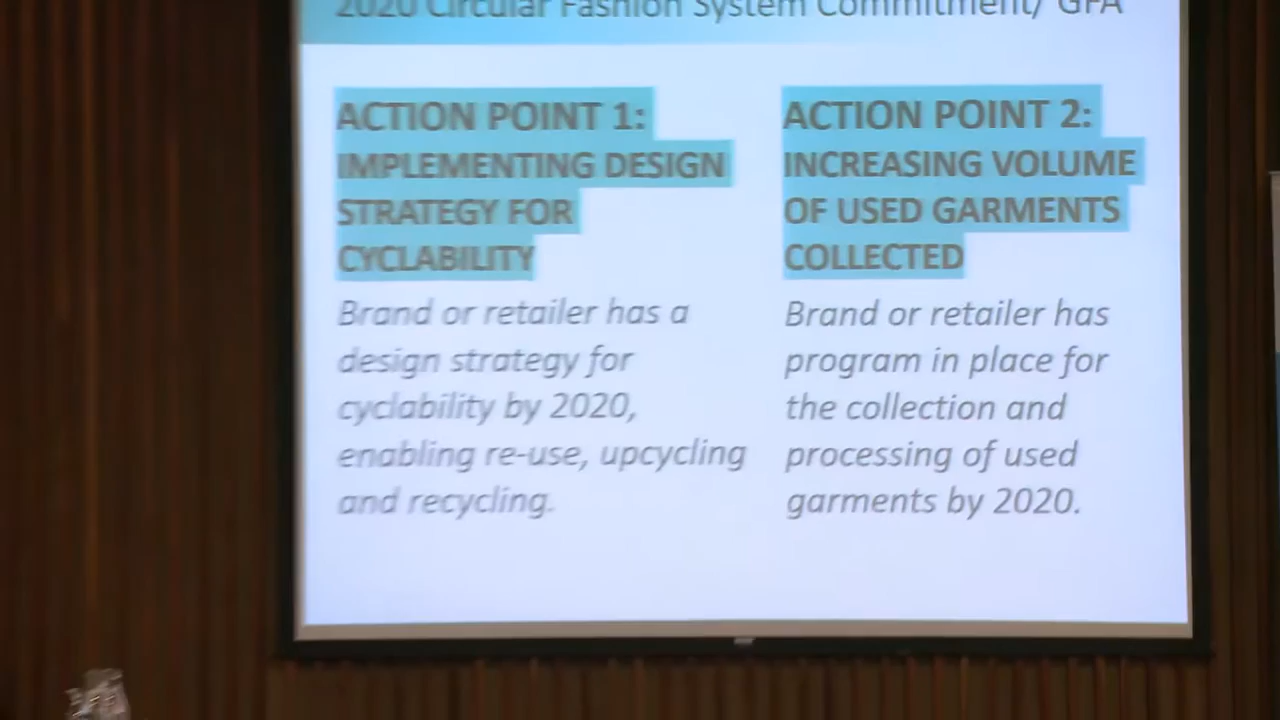 2020 Circular Fashion System Commitment/ GFA
ACTION POINT 1:
IMPLEMENTING DESIGN
STRATEGY FOR
CYCLABILITY
Brand or retailer has a
design strategy for
cyclability by 2020,
enabling re-use, upcycling
and recycling.
ACTION POINT 2:
INCREASING VOLUME
OF USED GARMENTS
COLLECTED
Brand or retailer has
program in place for
the collection and
processing of used
garments by 2020.